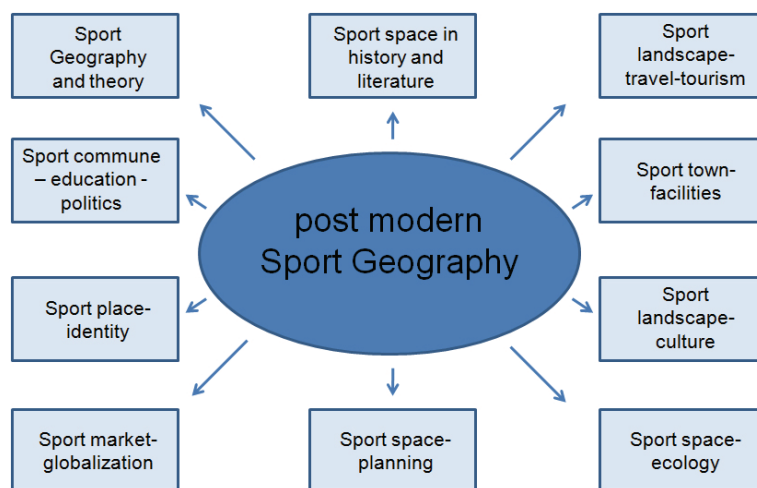 Sport
Geography
and theory
Sport space in
history and
literature
Sport
landscape-
travel-tourism
Sport commune
– education -
politics
post modern
Sport Geography
Sport town-
facilities
Sport place-
identity
Sport
landscape-
culture
Sport market-
globalization
Sport space-
planning
Sport space-
ecology